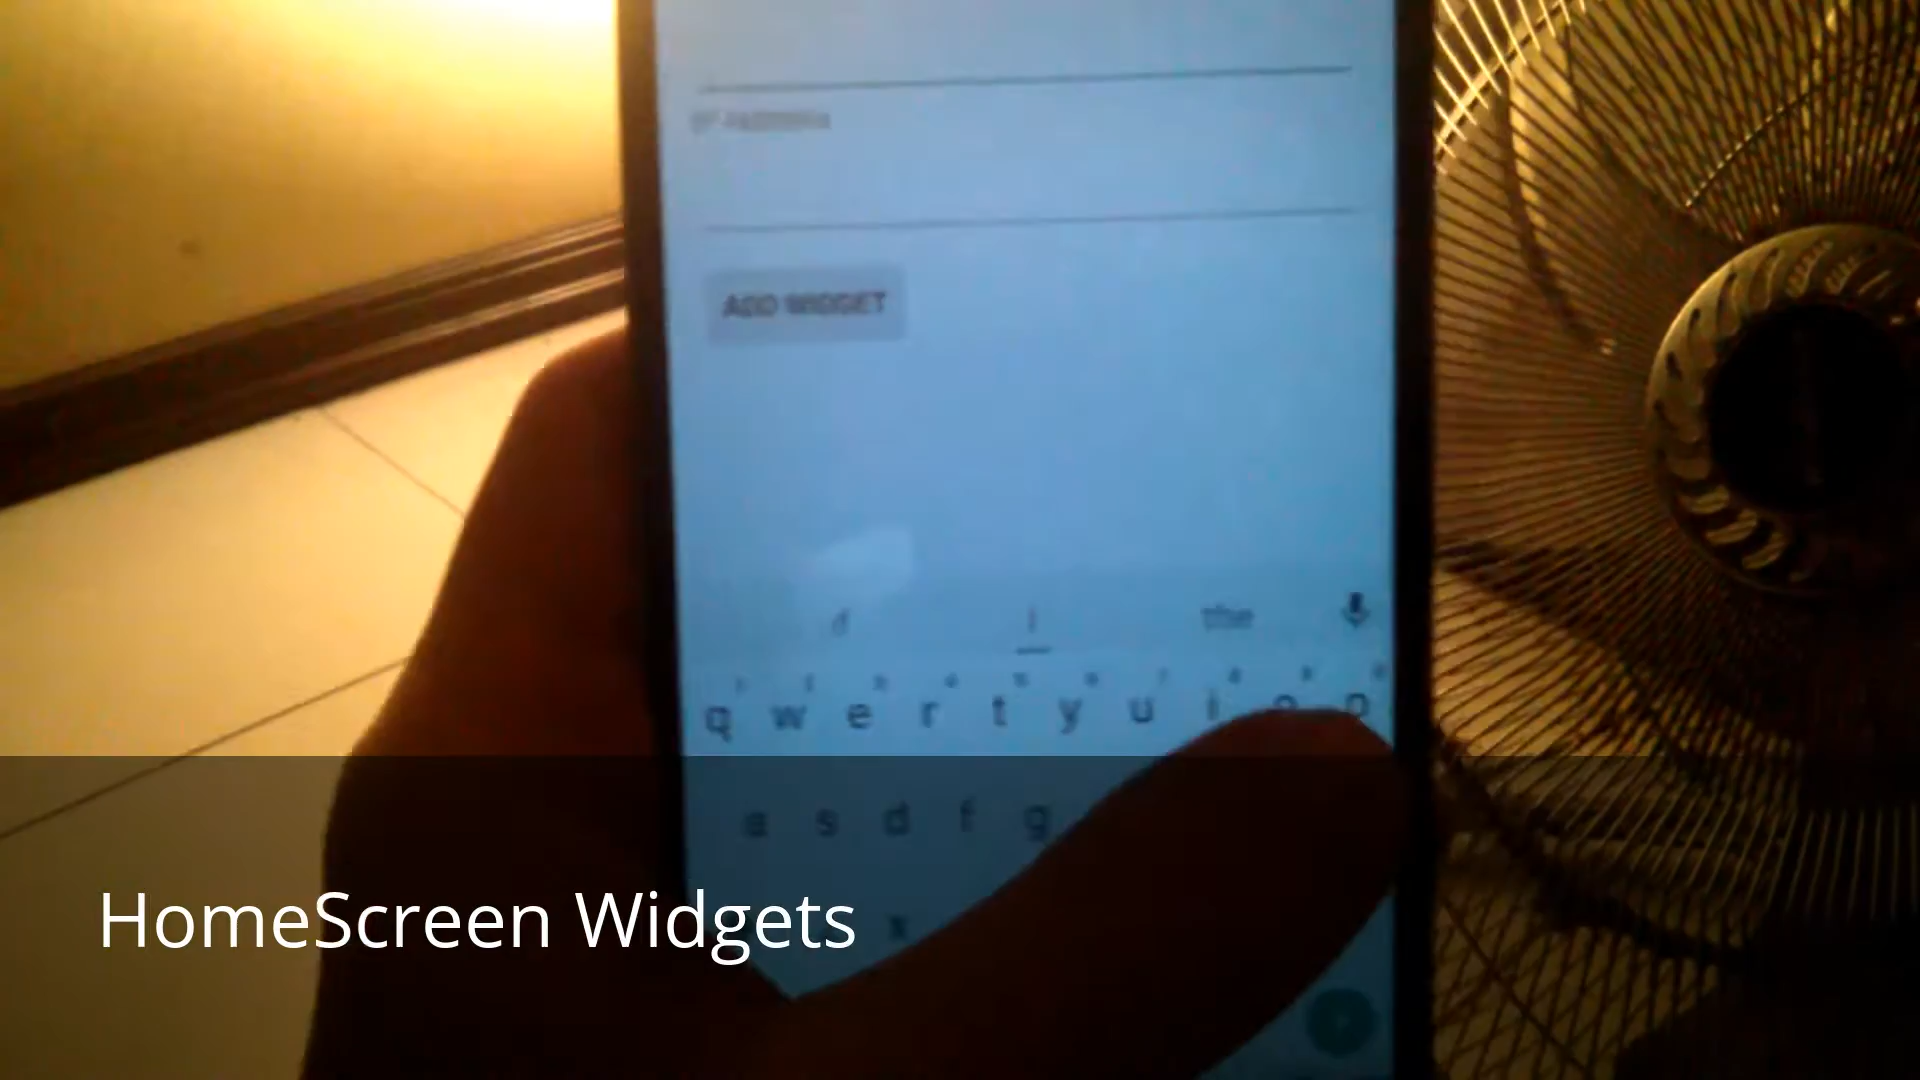 ADD WIDGET
d i the
q w e r t y u i o p
a s d f g
x
HomeScreen Widgets